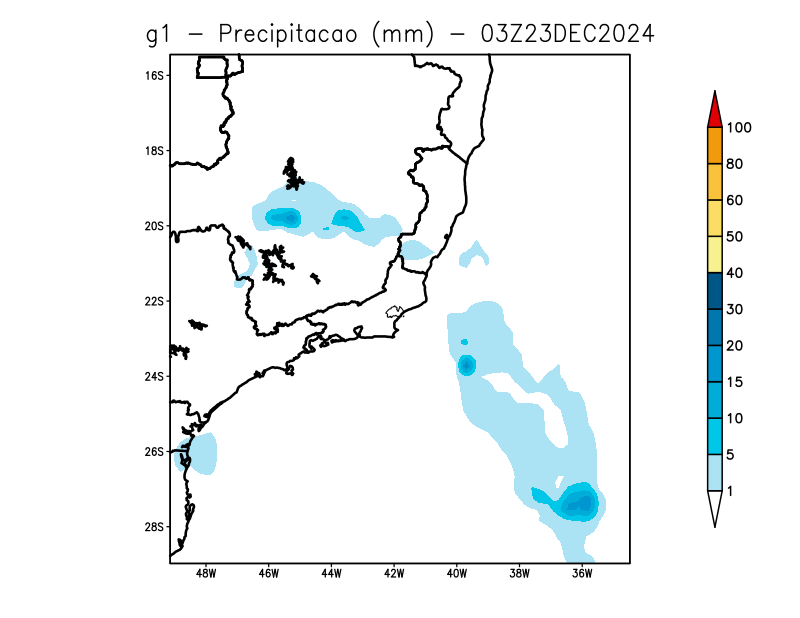 g1 – Precipitacao (mm) – 03Z23DEC2024
16S
18S
20S
22S
24S
26S
28S
48W 46W 44W 42W 40W 38W 36W
100
80
60
50
40
30
20
15
10
5
1